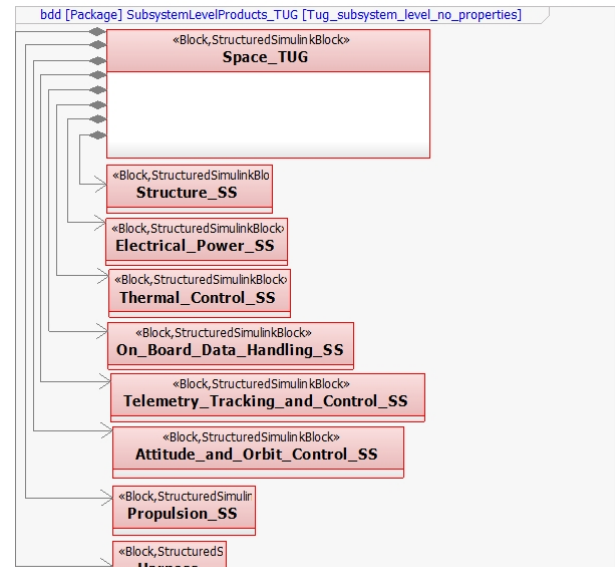 bdd [Package] SubsystemLevelProducts_TUG [Tug_subsystem_level_no_properties]
«Block,StructuredSimulinkBlock»
Space_TUG
«Block,StructuredSimulinkBlo
Structure_SS
«Block,StructuredSimulinkBlock»
Electrical_Power_SS
«Block,StructuredSimulinkBlock»
Thermal_Control_SS
«Block,StructuredSimulinkBlock»
On_Board_Data_Handling_SS
«Block,StructuredSimulinkBlock»
Telemetry_Tracking_and_Control_SS
«Block,StructuredSimulinkBlock»
Attitude_and_Orbit_Control_SS
«Block,StructuredSimulin
Propulsion_SS
«Block,StructuredS
Harness